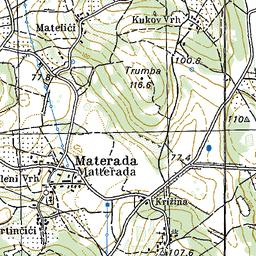 Kukov Vrh
Matelići
100.8
Trumba
116.6
77.8
110
Materada
Materada
77.4
leni Vrh
Križina
rtinčići
šk
107.6